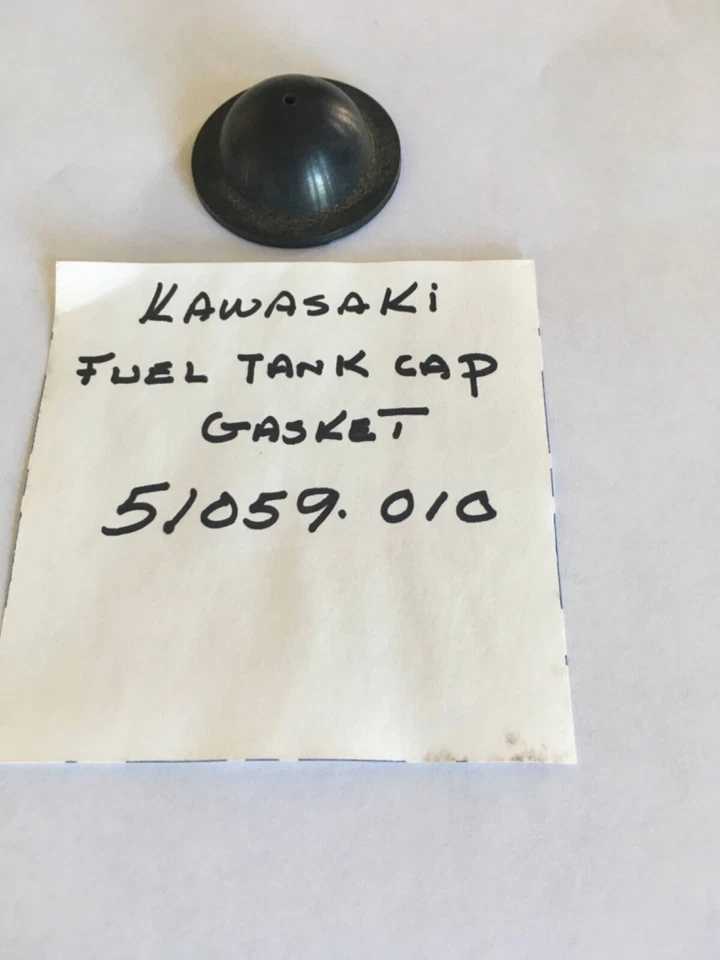 KAWASAKi
FUEL TANK CAP
GASKET
51059.010